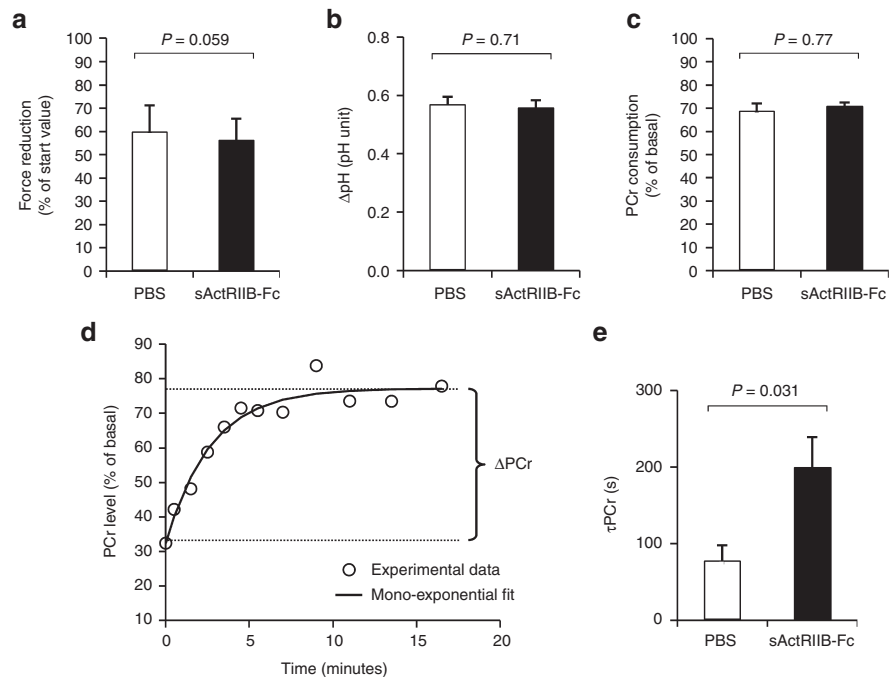 a
P = 0.059
Force reduction
(% of start value)
100
90
80
70
60
50
40
30
20
10
0
PBS
sActRIIB-Fc
b
P = 0.71
ΔpH (pH unit)
0.8
0.6
0.4
0.2
0.0
PBS
sActRIIB-Fc
c
P = 0.77
PCr consumption
(% of basal)
100
90
80
70
60
50
40
30
20
10
0
PBS
sActRIIB-Fc
d
PCr level (% of basal)
90
80
70
60
50
40
30
20
10
ΔPCr
Experimental data
Mono-exponential fit
0
5
10
15
20
Time (minutes)
e
P = 0.031
τPCr (s)
300
200
100
0
PBS
sActRIIB-Fc